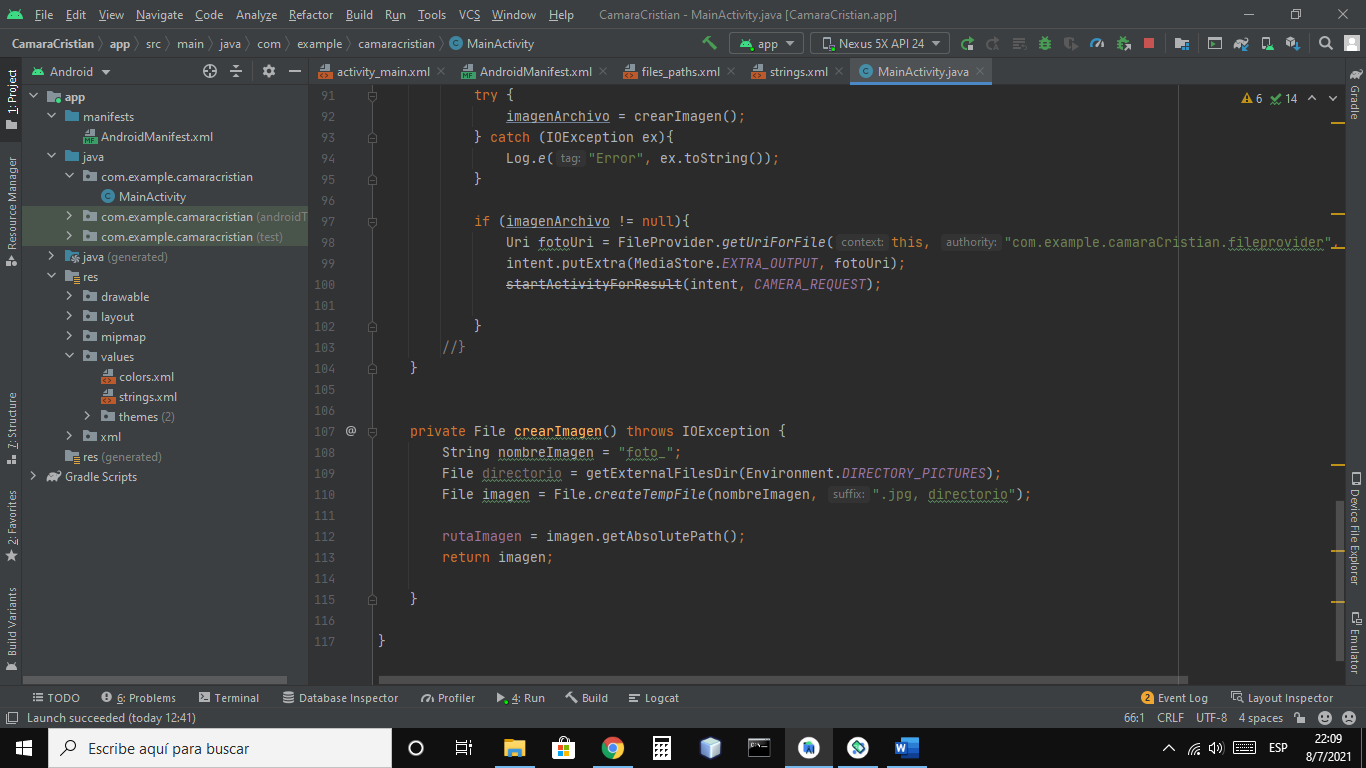 File Edit View Navigate Code Analyze Refactor Build Run Tools VCS Window Help CamaraCristian - MainActivity.java [CamaraCristian.app]
CamaraCristian app src main java com example camaracristian MainActivity app Nexus 5X API 24
1: Project
Resource Manager
7: Structure
2: Favorites
Build Variants
Android
app
manifests
AndroidManifest.xml
java
com.example.camaracristian
MainActivity
com.example.camaracristian (androidT
com.example.camaracristian (test)
java (generated)
res
drawable
layout
mipmap
values
colors.xml
strings.xml
themes (2)
xml
res (generated)
Gradle Scripts
activity_main.xml AndroidManifest.xml files_paths.xml strings.xml MainActivity.java
6 14
91 try {
92 imagenArchivo = crearImagen();
93 } catch (IOException ex){
94 Log.e( tag: "Error", ex.toString());
95 }
96
97 if (imagenArchivo != null){
98 Uri fotoUri = FileProvider.getUriForFile( context: this, authority: "com.example.camaraCristian.fileprovider",
99 intent.putExtra(MediaStore.EXTRA_OUTPUT, fotoUri);
100 startActivityForResult(intent, CAMERA_REQUEST);
101
102 }
103 //}
104 }
105
106
107 @ private File crearImagen() throws IOException {
108 String nombreImagen = "foto_";
109 File directorio = getExternalFilesDir(Environment.DIRECTORY_PICTURES);
110 File imagen = File.createTempFile(nombreImagen, suffix: ".jpg, directorio");
111
112 rutaImagen = imagen.getAbsolutePath();
113 return imagen;
114
115 }
116
117 }
Gradle
Device File Explorer
Emulator
TODO 6: Problems Terminal Database Inspector Profiler 4: Run Build Logcat 2 Event Log Layout Inspector
Launch succeeded (today 12:41) 66:1 CRLF UTF-8 4 spaces
Escribe aquí para buscar
ESP
22:09
8/7/2021